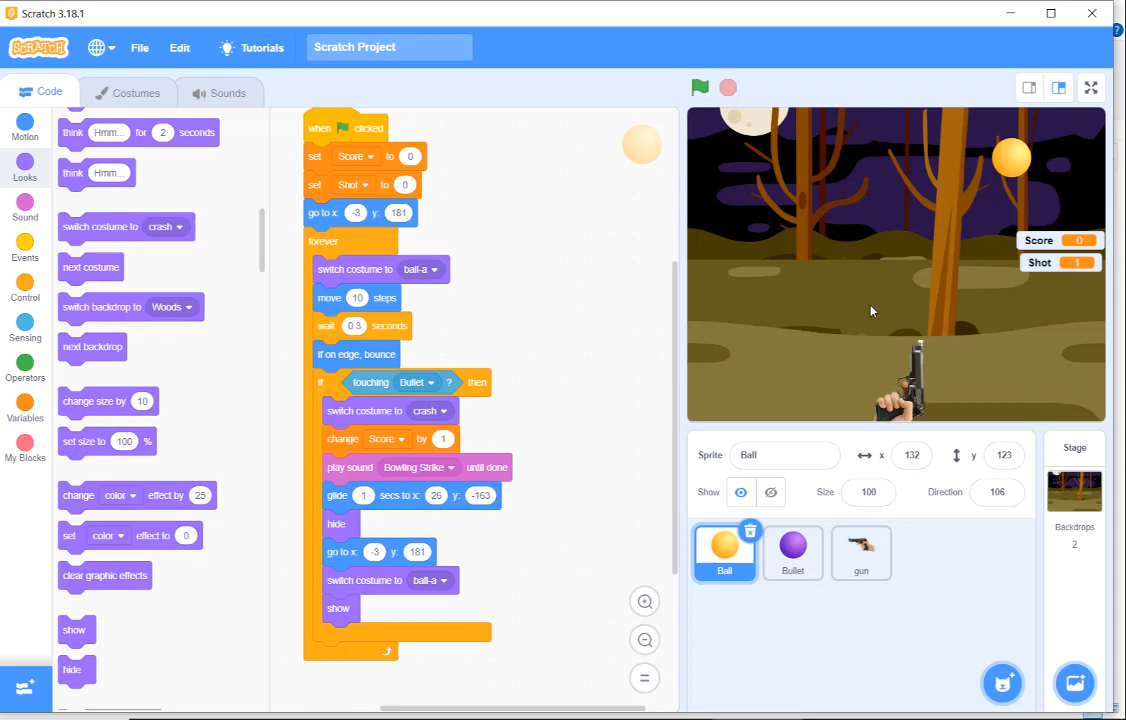 Scratch 3.18.1
SCRATCH File Edit Tutorials Scratch Project
Code Costumes Sounds
Motion
Looks
Sound
Events
Control
Sensing
Operators
Variables
My Blocks
think Hmm... for 2 seconds
think Hmm...
switch costume to crash
next costume
switch backdrop to Woods
next backdrop
change size by 10
set size to 100 %
change color effect by 25
set color effect to 0
clear graphic effects
show
hide
when clicked
set Score to 0
set Shot to 0
go to x: -3 y: 181
forever
switch costume to ball-a
move 10 steps
wait 0.3 seconds
if on edge, bounce
if touching Bullet ? then
switch costume to crash
change Score by 1
play sound Bowling Strike until done
glide 1 secs to x: 26 y: -163
hide
go to x: -3 y: 181
switch costume to ball-a
show
Score 0
Shot 1
Sprite Ball x 132 y 123
Show Size 100 Direction 106
Ball Bullet gun
Stage
Backdrops
2